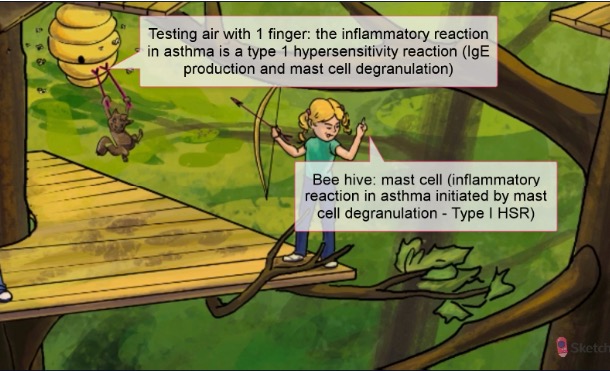 Testing air with 1 finger: the inflammatory reaction
in asthma is a type 1 hypersensitivity reaction (IgE
production and mast cell degranulation)
Bee hive: mast cell (inflammatory
reaction in asthma initiated by mast
cell degranulation - Type I HSR)
Sketch